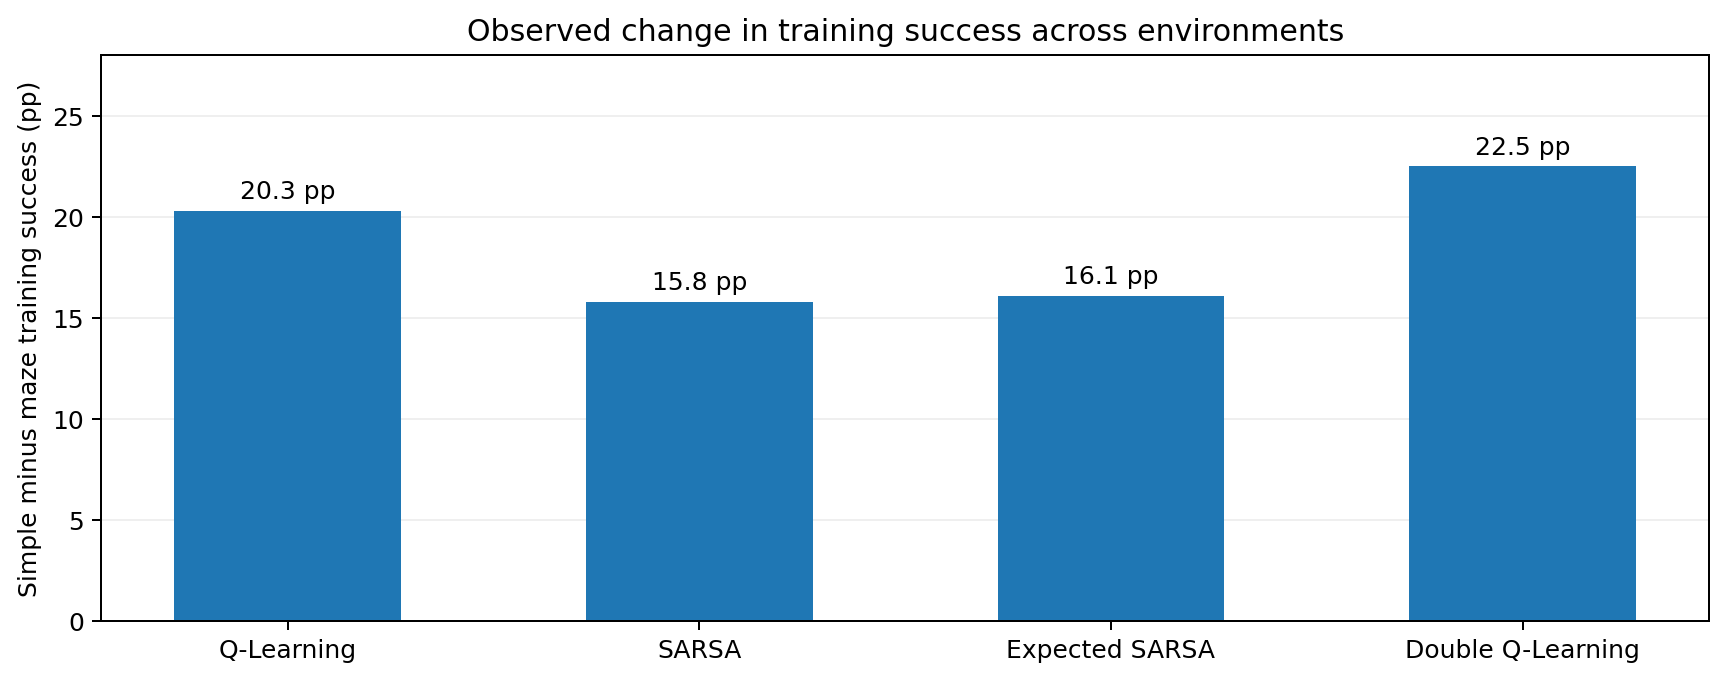 Observed change in training success across environments
Simple minus maze training success (pp)
25
20
15
10
5
0
20.3 pp
15.8 pp
16.1 pp
22.5 pp
Q-Learning
SARSA
Expected SARSA
Double Q-Learning